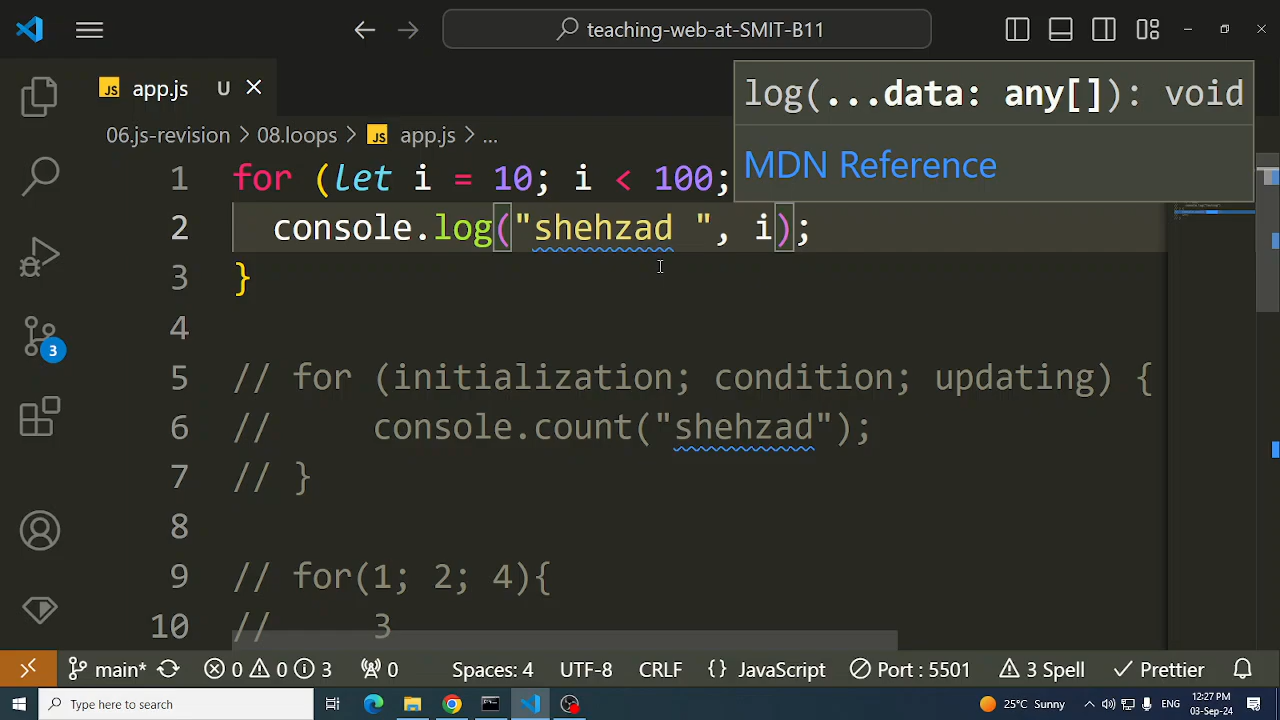 teaching-web-at-SMIT-B11
JS app.js U
06.js-revision > 08.loops > JS app.js > ...
log(...data: any[]): void
MDN Reference
1 for (let i = 10; i < 100;
2 console.log("shehzad ", i);
3 }
4
5 // for (initialization; condition; updating) {
6 // console.count("shehzad");
7 // }
8
9 // for(1; 2; 4){
10 // 3
3
main* 0 0 3 0 Spaces: 4 UTF-8 CRLF {} JavaScript Port : 5501 3 Spell Prettier
Type here to search
25°C Sunny ENG 12:27 PM
03-Sep-24